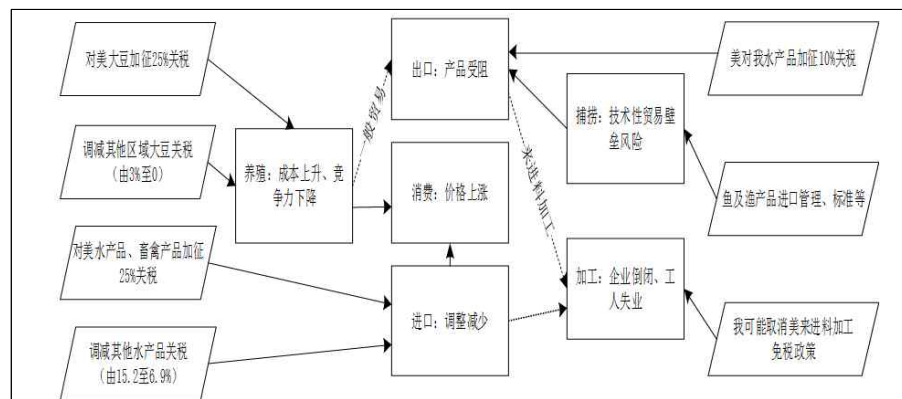 对美大豆加征25%关税
调减其他区域大豆关税
(由3%至0)
对美水产品、畜禽产品加征
25%关税
调减其他水产品关税
(由15.2至6.9%)
养殖：成本上升、竞
争力下降
一般贸易
出口：产品受阻
消费：价格上涨
进口：调整减少
来进料加工
捕捞：技术性贸易壁
垒风险
加工：企业倒闭、工
人失业
美对我水产品加征10%关税
鱼及渔产品进口管理、标准等
我可能取消美来进料加工
免税政策